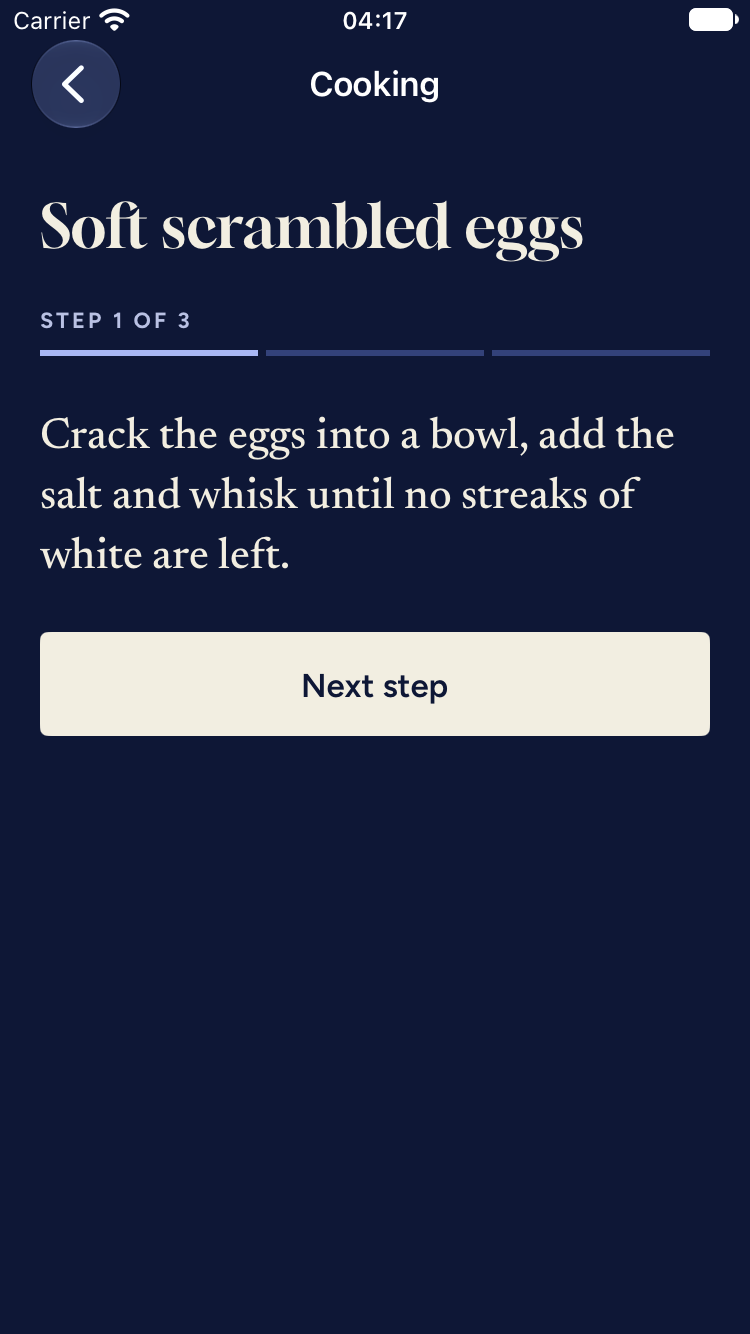 Carrier 04:17
Cooking
Soft scrambled eggs
STEP 1 OF 3
Crack the eggs into a bowl, add the
salt and whisk until no streaks of
white are left.
Next step